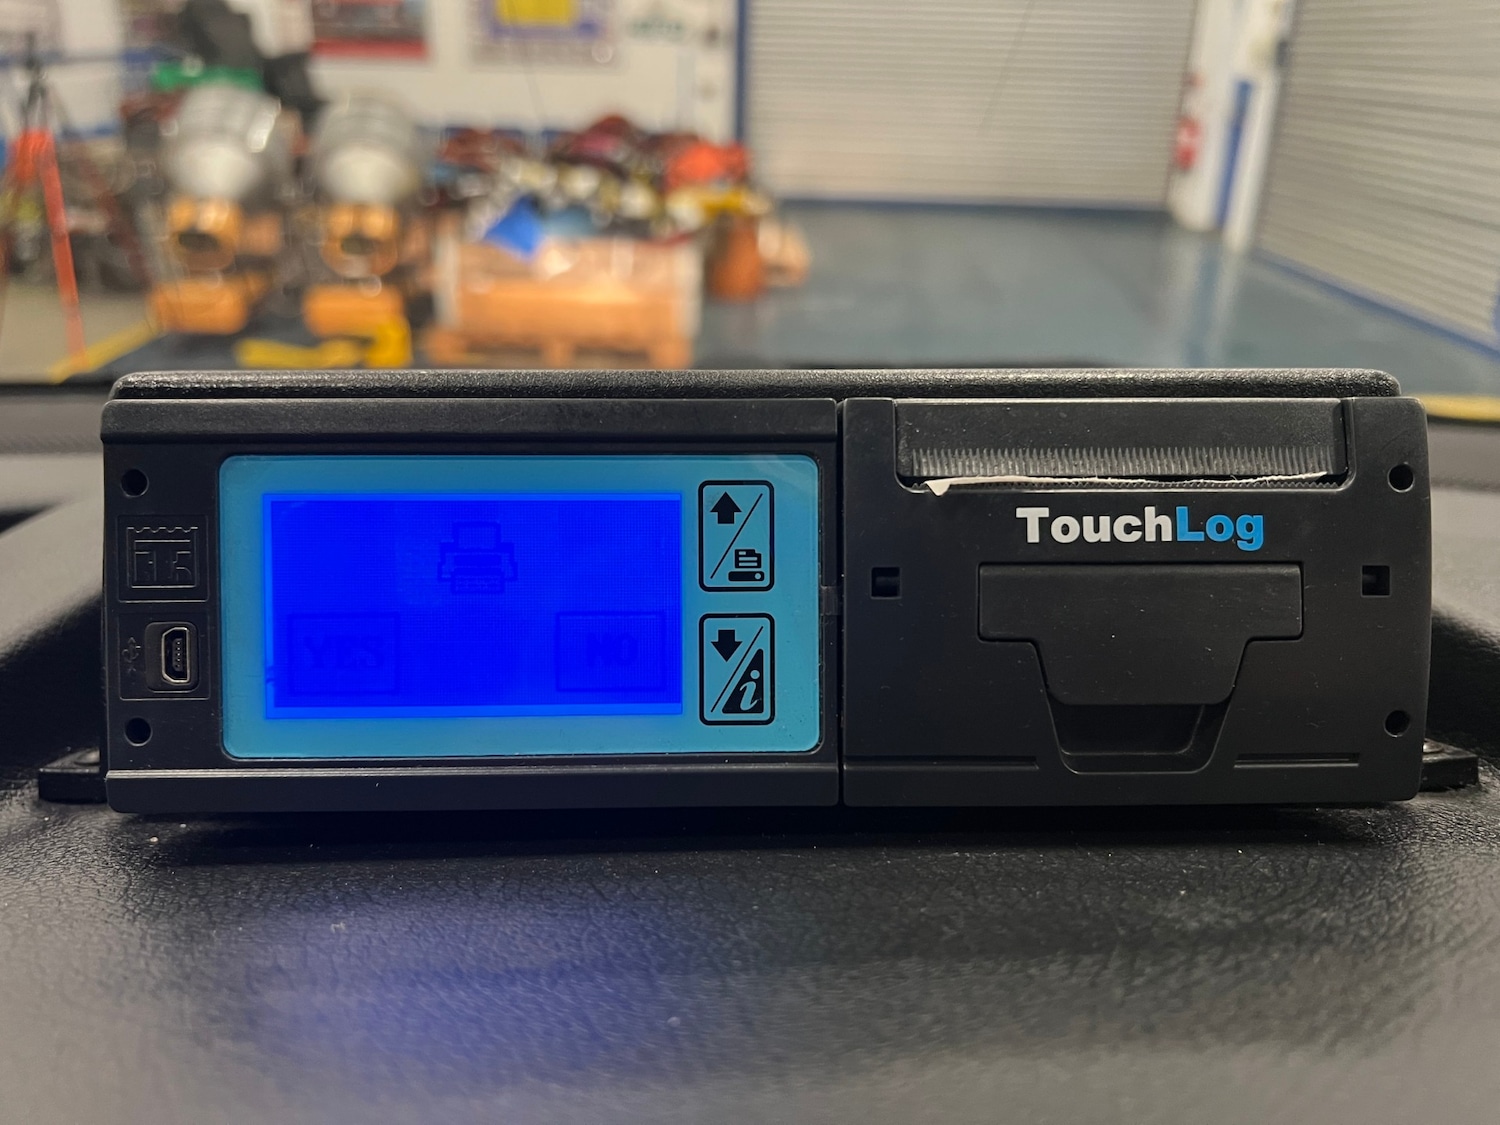 TouchLog
YES
NO
i